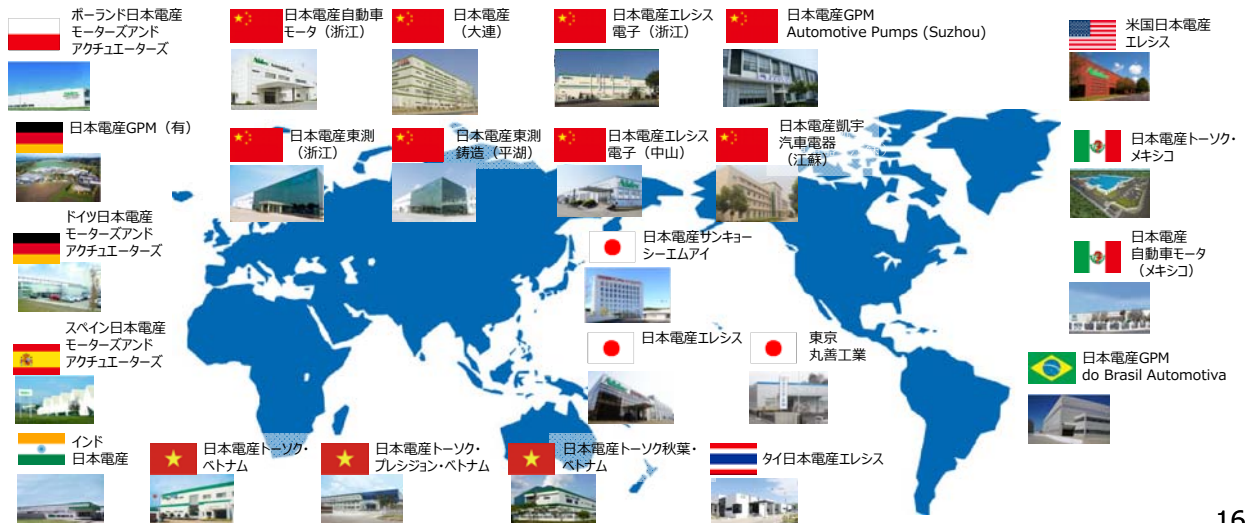 ポーランド日本電産
モーターズアンド
アクチュエーターズ
日本電産自動車
モータ（浙江）
日本電産
（大連）
日本電産エレシス
電子（浙江）
日本電産GPM
Automotive Pumps (Suzhou)
米国日本電産
エレシス
日本電産GPM（有）
日本電産東測
（浙江）
日本電産東測
鋳造（平湖）
日本電産エレシス
電子（中山）
日本電産凱宇
汽車電器
（江蘇）
日本電産トーソク・
メキシコ
ドイツ日本電産
モーターズアンド
アクチュエーターズ
日本電産サンキョー
シーエムアイ
日本電産
自動車モータ
（メキシコ）
スペイン日本電産
モーターズアンド
アクチュエーターズ
日本電産エレシス
東京
丸善工業
日本電産GPM
do Brasil Automotiva
インド
日本電産
日本電産トーソク・
ベトナム
日本電産トーソク・
プレシジョン・ベトナム
日本電産トーソク秋葉・
ベトナム
タイ日本電産エレシス
16